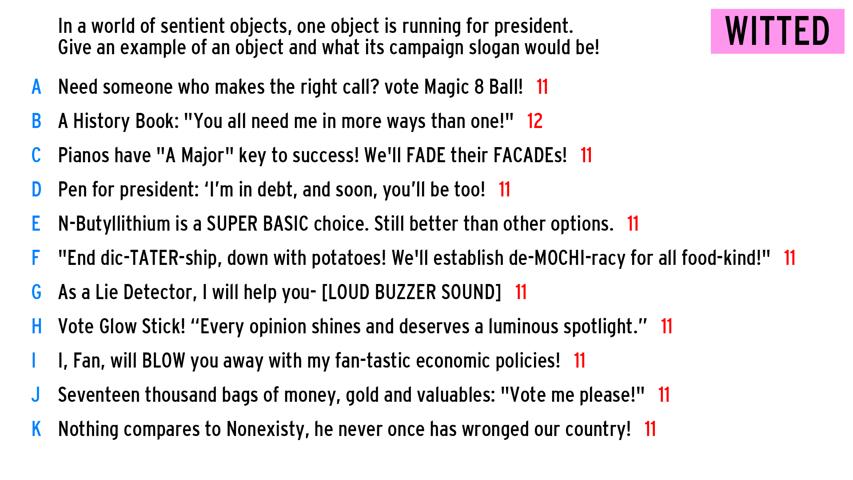 In a world of sentient objects, one object is running for president.
Give an example of an object and what its campaign slogan would be!
WITTED
A Need someone who makes the right call? vote Magic 8 Ball! 11
B A History Book: "You all need me in more ways than one!" 12
C Pianos have "A Major" key to success! We'll FADE their FACADEs! 11
D Pen for president: ‘I’m in debt, and soon, you’ll be too! 11
E N-Butyllithium is a SUPER BASIC choice. Still better than other options. 11
F "End dic-TATER-ship, down with potatoes! We'll establish de-MOCHI-racy for all food-kind!" 11
G As a Lie Detector, I will help you- [LOUD BUZZER SOUND] 11
H Vote Glow Stick! “Every opinion shines and deserves a luminous spotlight.” 11
I I, Fan, will BLOW you away with my fan-tastic economic policies! 11
J Seventeen thousand bags of money, gold and valuables: "Vote me please!" 11
K Nothing compares to Nonexisty, he never once has wronged our country! 11